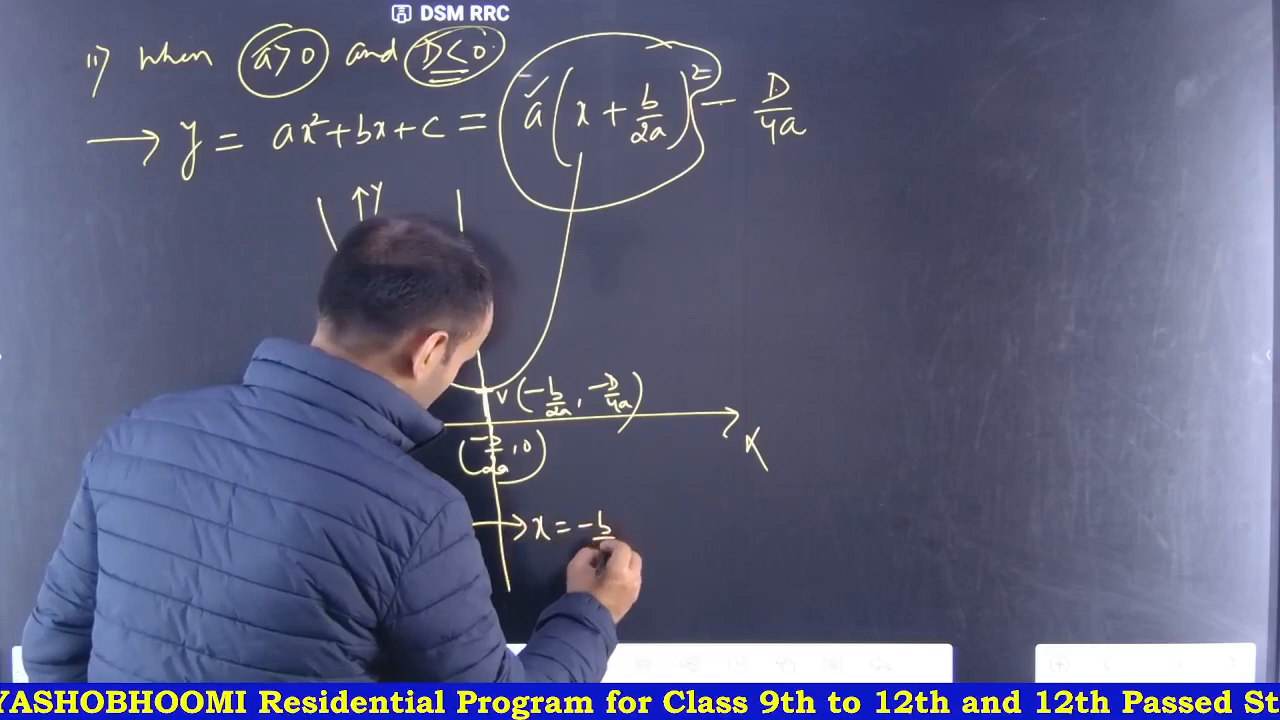 DSM RRC
11) when a>0 and D<0.
→ y = ax²+bx+c = a(x + b/2a)² − D/4a
Y
V(-b/2a, -D/4a)
X
(-b/2a, 0)
→ x = -b
YASHOBHOOMI Residential Program for Class 9th to 12th and 12th Passed St